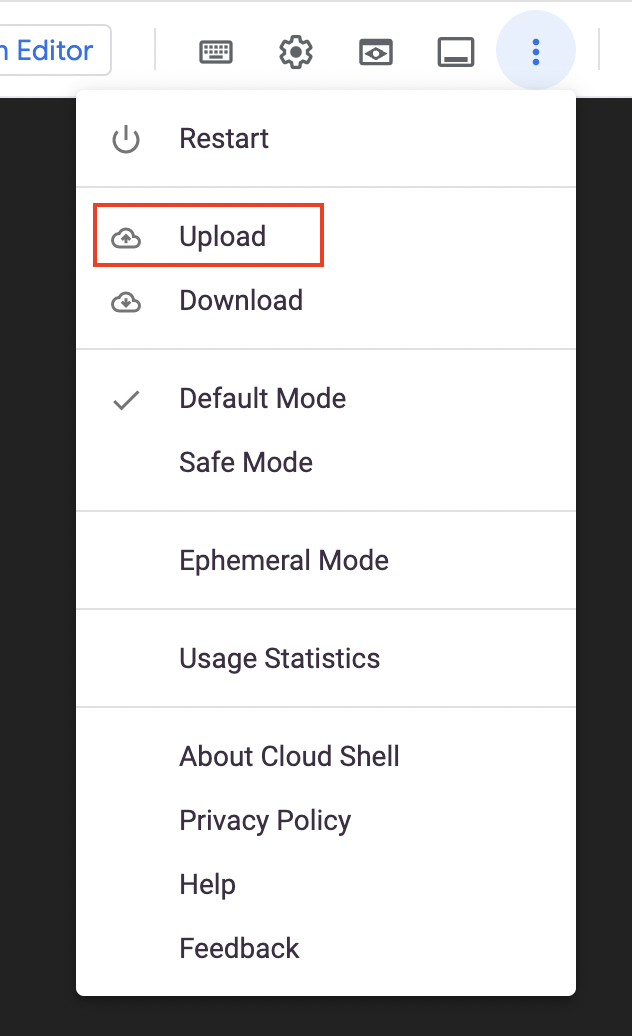 Editor
Restart
Upload
Download
Default Mode
Safe Mode
Ephemeral Mode
Usage Statistics
About Cloud Shell
Privacy Policy
Help
Feedback